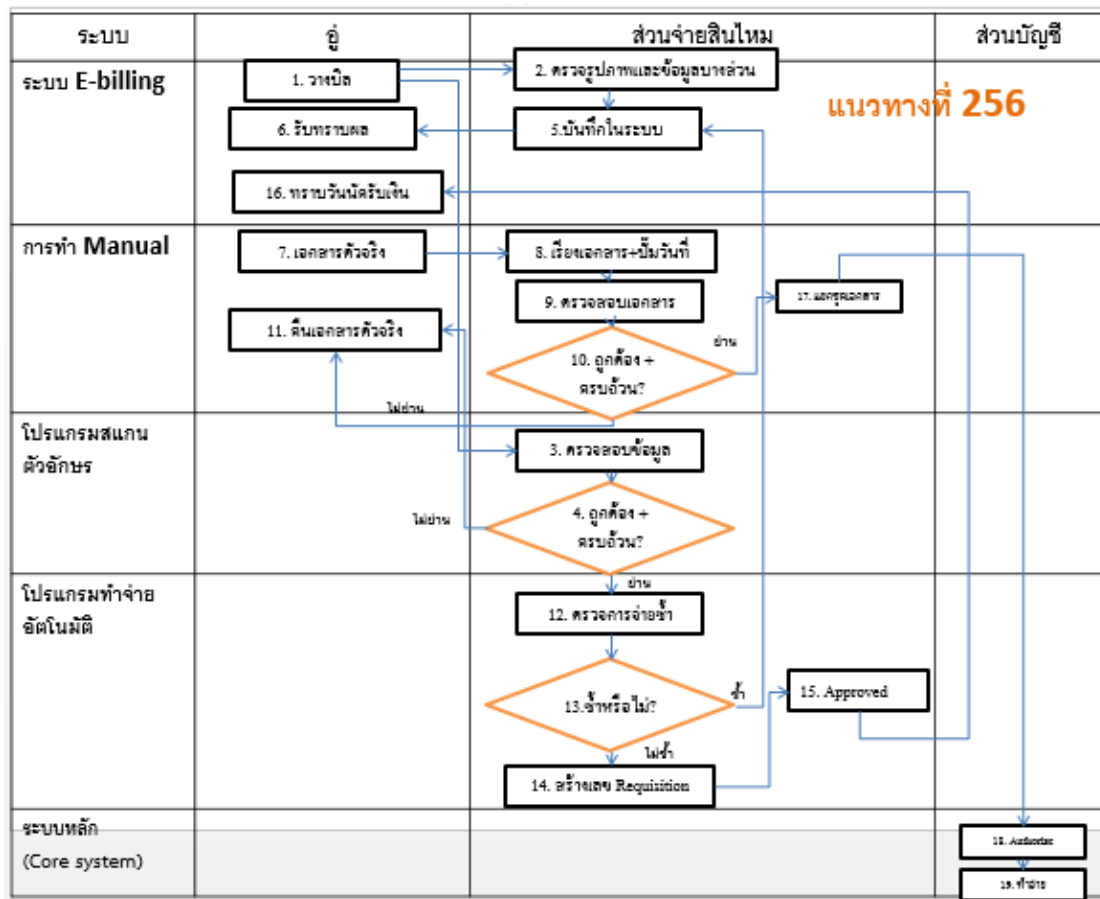 ระบบ
อู่
ส่วนจ่ายสินไหม
ส่วนบัญชี
ระบบ E-billing
1. วางบิล
2. ตรวจรูปภาพและข้อมูลบางส่วน
แนวทางที่ 256
6. รับทราบผล
5.บันทึกในระบบ
16. ทราบวันนัดรับเงิน
การทำ Manual
7. เอกสารตัวจริง
8. เรียงเอกสาร+ปั๊มวันที่
9. ตรวจสอบเอกสาร
17. แยกชุดเอกสาร
11. คืนเอกสารตัวจริง
ผ่าน
10. ถูกต้อง +
ครบถ้วน?
ไม่ผ่าน
โปรแกรมสแกน
ตัวอักษร
3. ตรวจสอบข้อมูล
ไม่ผ่าน
4. ถูกต้อง +
ครบถ้วน?
โปรแกรมทำจ่าย
อัตโนมัติ
ผ่าน
12. ตรวจการจ่ายซ้ำ
13.ซ้ำหรือไม่?
ซ้ำ
15. Approved
ไม่ซ้ำ
14. สร้างเลข Requisition
ระบบหลัก
(Core system)
18. Authorize
19. ทำจ่าย